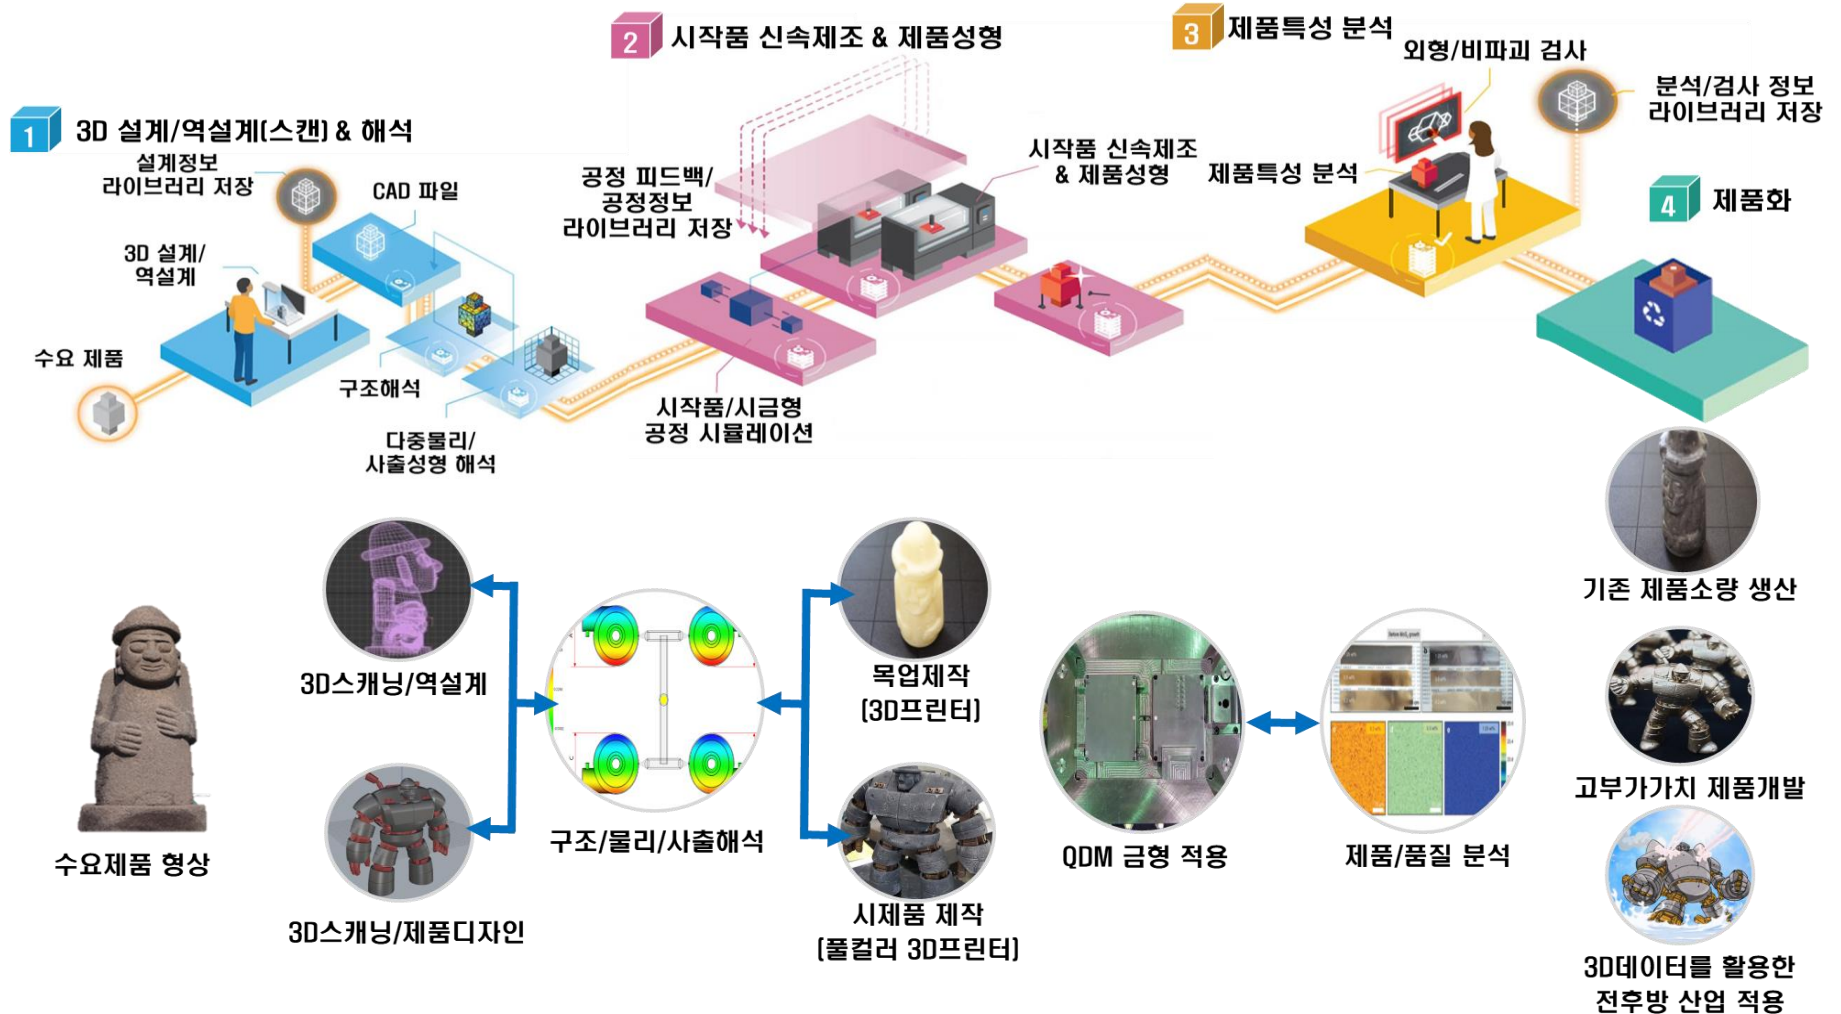 1 3D 설계/역설계(스캔) & 해석
설계정보
라이브러리 저장
CAD 파일
3D 설계/
역설계
수요 제품
구조해석
다중물리/
사출성형 해석
2 시작품 신속제조 & 제품성형
공정 피드백/
공정정보
라이브러리 저장
시작품 신속제조
& 제품성형
시작품/시금형
공정 시뮬레이션
3 제품특성 분석
외형/비파괴 검사
제품특성 분석
분석/검사 정보
라이브러리 저장
4 제품화
수요제품 형상
3D스캐닝/역설계
3D스캐닝/제품디자인
구조/물리/사출해석
목업제작
(3D프린터)
시제품 제작
(풀컬러 3D프린터)
QDM 금형 적용
제품/품질 분석
기존 제품소량 생산
고부가가치 제품개발
3D데이터를 활용한
전후방 산업 적용